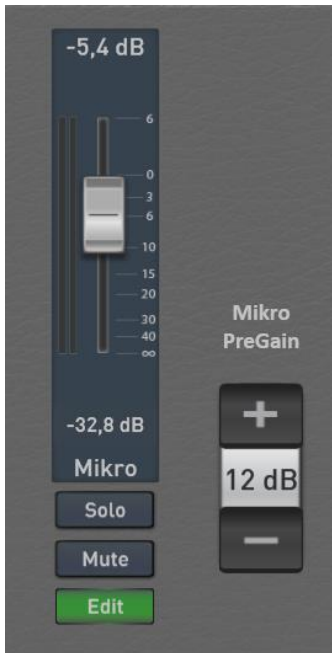 -5,4 dB
6
0
3
6
10
15
20
30
40
∞
-32,8 dB
Mikro
Solo
Mute
Edit
Mikro
PreGain
+
12 dB
−